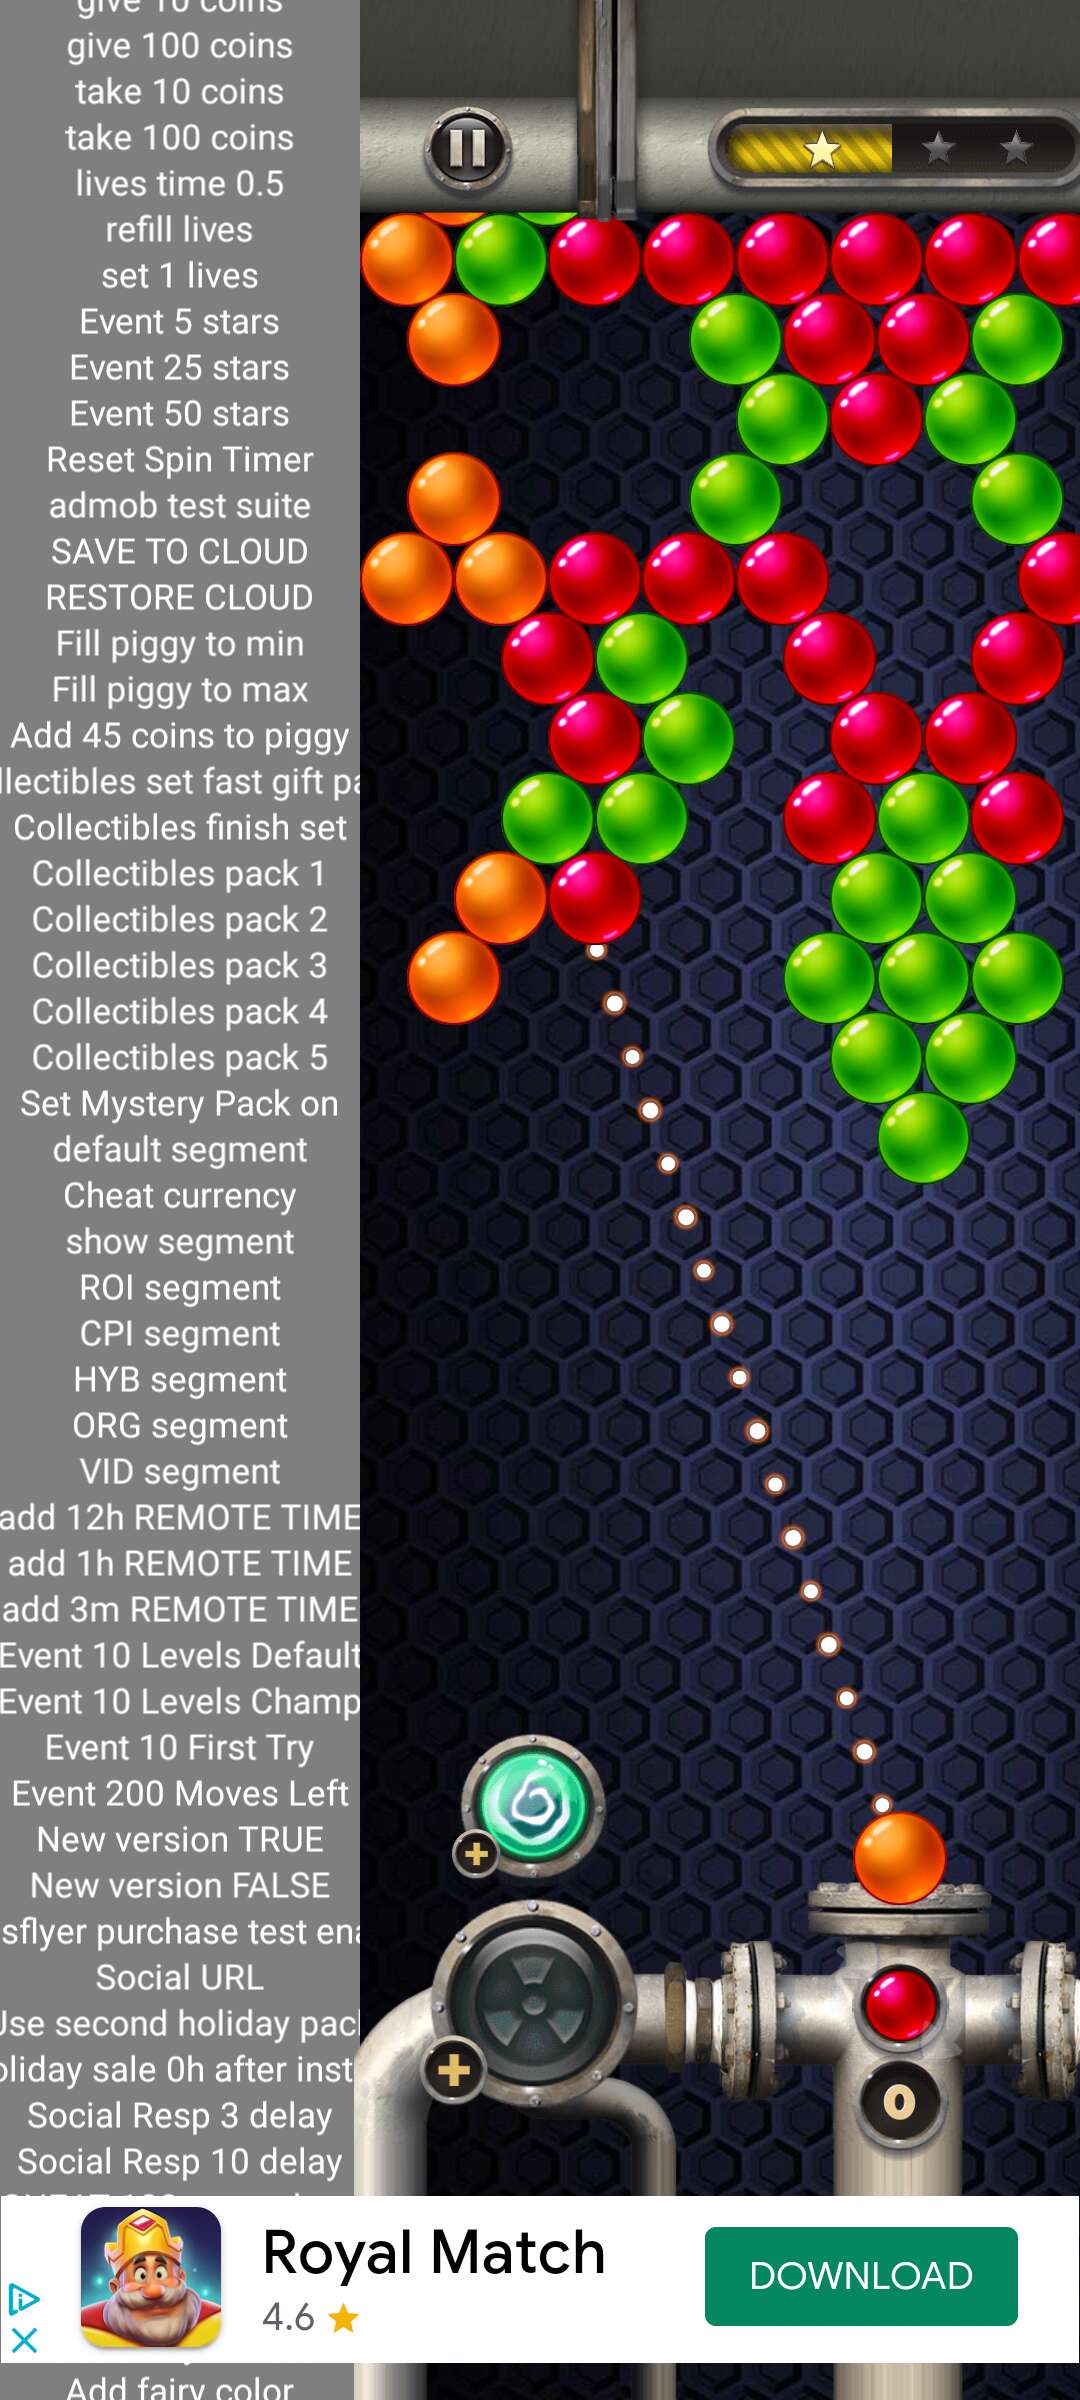 give 10 coins
give 100 coins
take 10 coins
take 100 coins
lives time 0.5
refill lives
set 1 lives
Event 5 stars
Event 25 stars
Event 50 stars
Reset Spin Timer
admob test suite
SAVE TO CLOUD
RESTORE CLOUD
Fill piggy to min
Fill piggy to max
Add 45 coins to piggy
llectibles set fast gift pa
Collectibles finish set
Collectibles pack 1
Collectibles pack 2
Collectibles pack 3
Collectibles pack 4
Collectibles pack 5
Set Mystery Pack on
default segment
Cheat currency
show segment
ROI segment
CPI segment
HYB segment
ORG segment
VID segment
add 12h REMOTE TIME
add 1h REMOTE TIME
add 3m REMOTE TIME
Event 10 Levels Default
Event 10 Levels Champ
Event 10 First Try
Event 200 Moves Left
New version TRUE
New version FALSE
sflyer purchase test ena
Social URL
Use second holiday pack
oliday sale 0h after inst
Social Resp 3 delay
Social Resp 10 delay
0
Royal Match
4.6
DOWNLOAD
Add fairy color